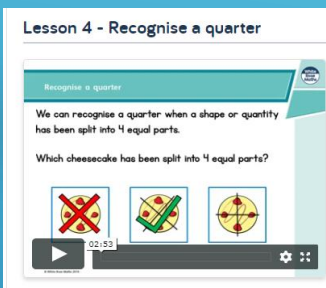 Lesson 4 - Recognise a quarter
Recognise a quarter
We can recognise a quarter when a shape or quantity
has been split into 4 equal parts.
Which cheesecake has been split into 4 equal parts?
02:53